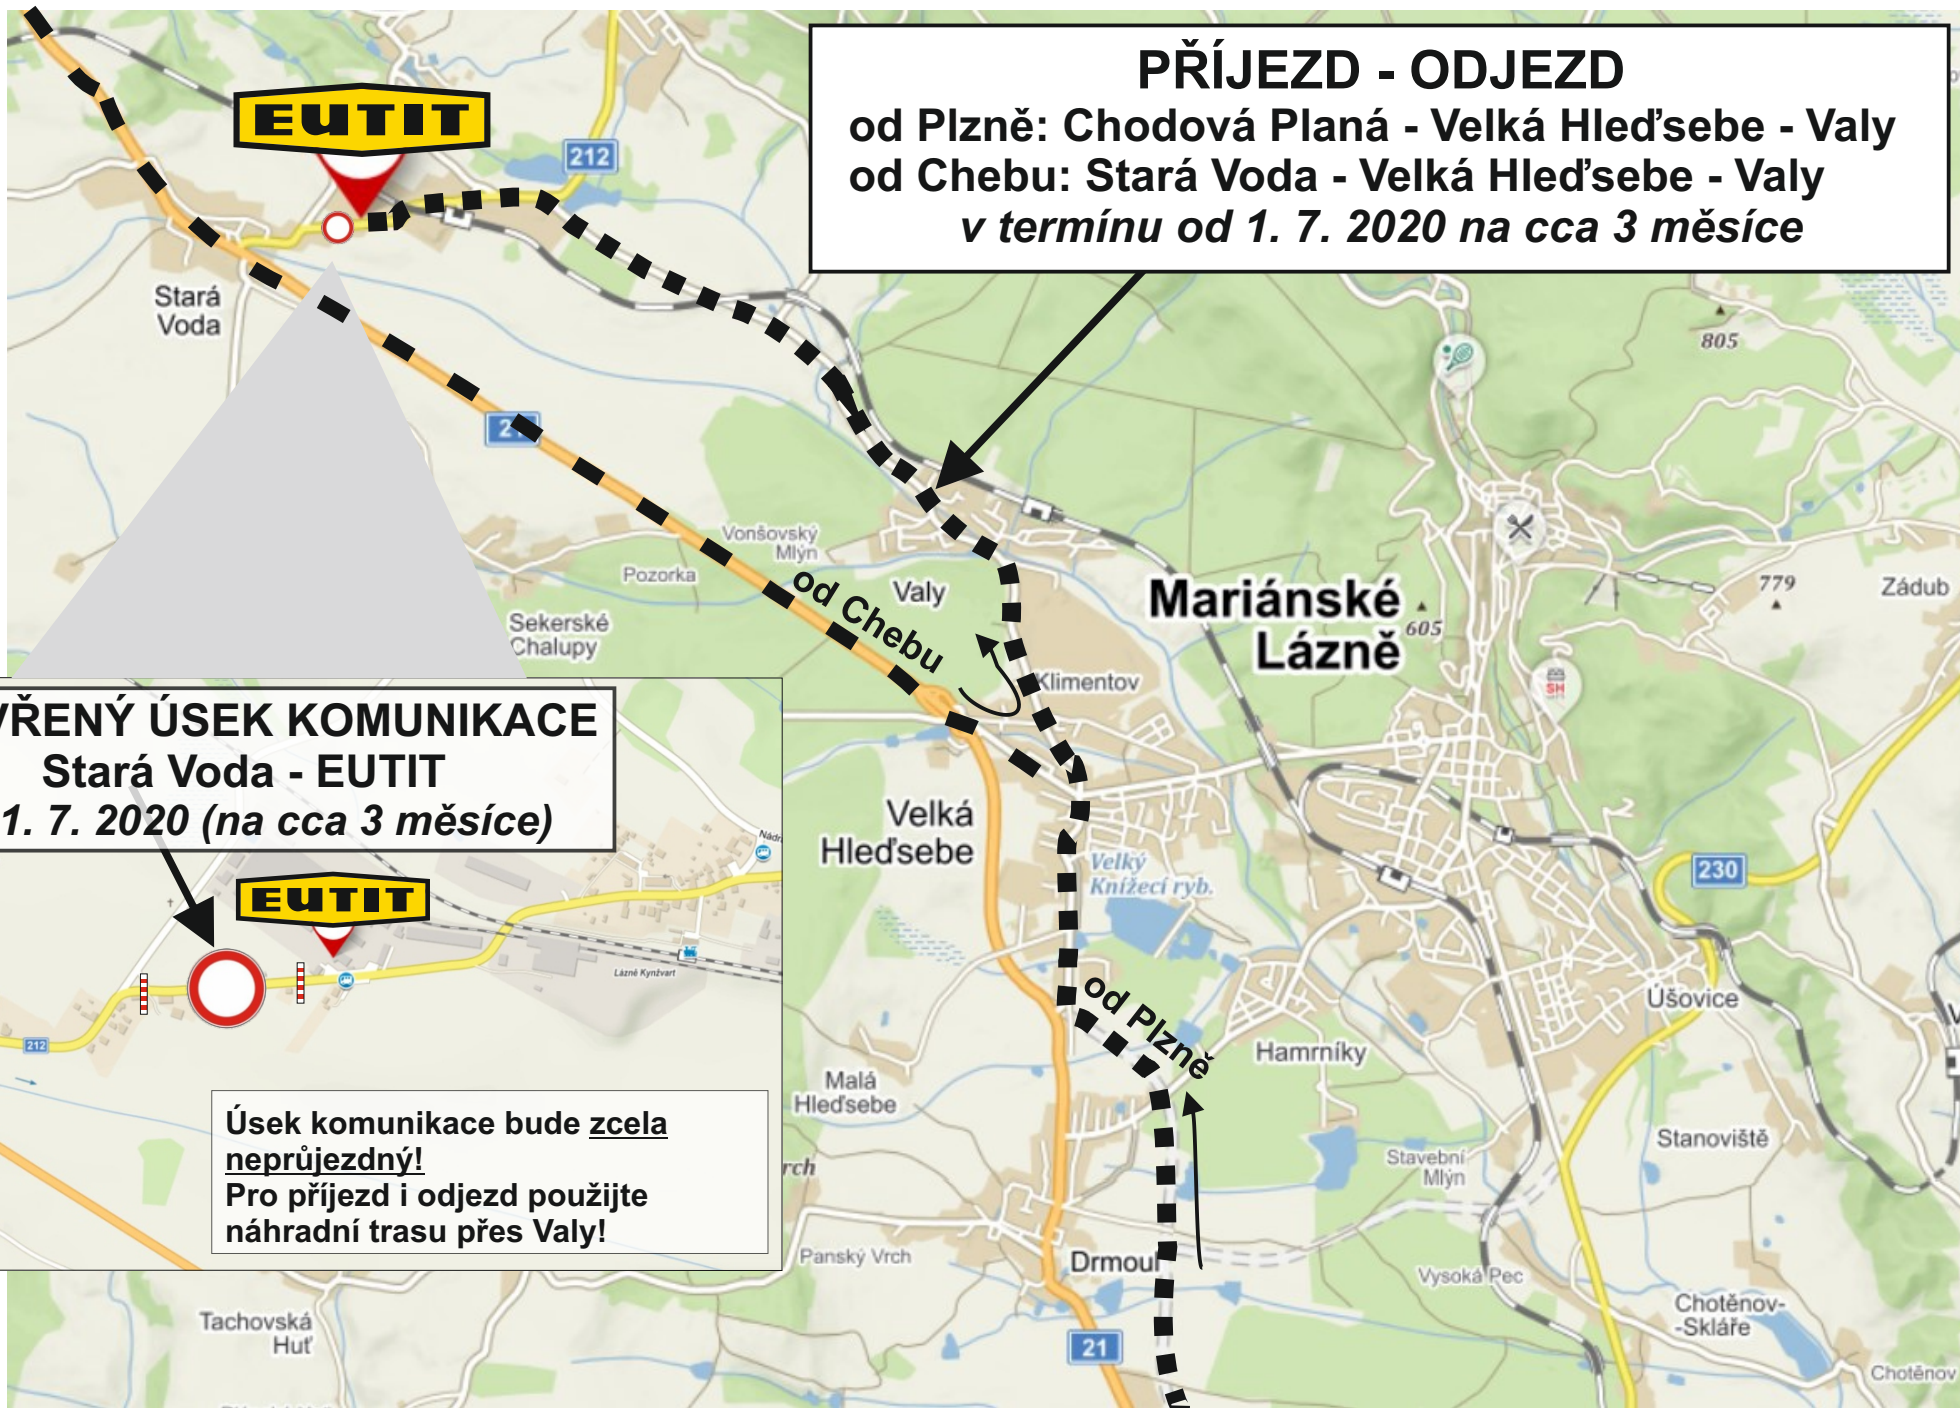 PŘÍJEZD - ODJEZD
od Plzně: Chodová Planá - Velká Hleďsebe - Valy
od Chebu: Stará Voda - Velká Hleďsebe - Valy
v termínu od 1. 7. 2020 na cca 3 měsíce
EUTIT
212
Stará
Voda
805
Vonšovský
Mlýn
Pozorka
Valy
od Chebu
Sekerské
Chalupy
Mariánské
Lázně
605
779
Zádub
SH
Klimentov
VŘENÝ ÚSEK KOMUNIKACE
Stará Voda - EUTIT
1. 7. 2020 (na cca 3 měsíce)
EUTIT
Lázně Kynžvart
212
Úsek komunikace bude zcela
neprůjezdný!
Pro příjezd i odjezd použijte
náhradní trasu přes Valy!
Velká
Hleďsebe
Velký
Knížecí ryb.
230
od Plzně
Úšovice
Hamrníky
Malá
Hleďsebe
Stanoviště
Stavební
Mlýn
rch
Panský Vrch
Drmoul
Vysoká Pec
Tachovská
Huť
21
Chotěnov-
-Skláře
Chotěnov